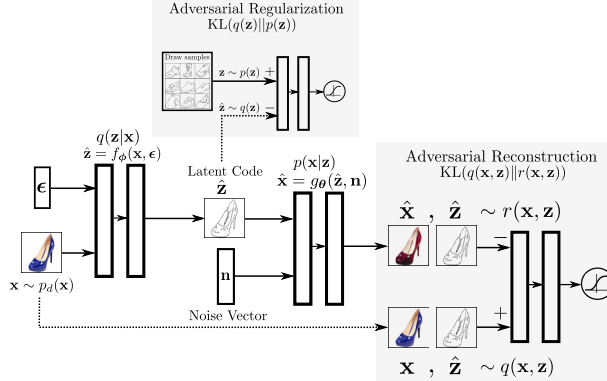 Adversarial Regularization
KL(q(z)||p(z))
Draw samples
z ∼ p(z) +
ẑ ∼ q(z) −
q(z|x)
ẑ = f_ϕ(x, ϵ)
ϵ
x ∼ p_d(x)
Latent Code
ẑ
p(x|z)
x̂ = g_θ(ẑ, n)
n
Noise Vector
Adversarial Reconstruction
KL(q(x, z)||r(x, z))
x̂ , ẑ ∼ r(x, z)
−
+
x , ẑ ∼ q(x, z)